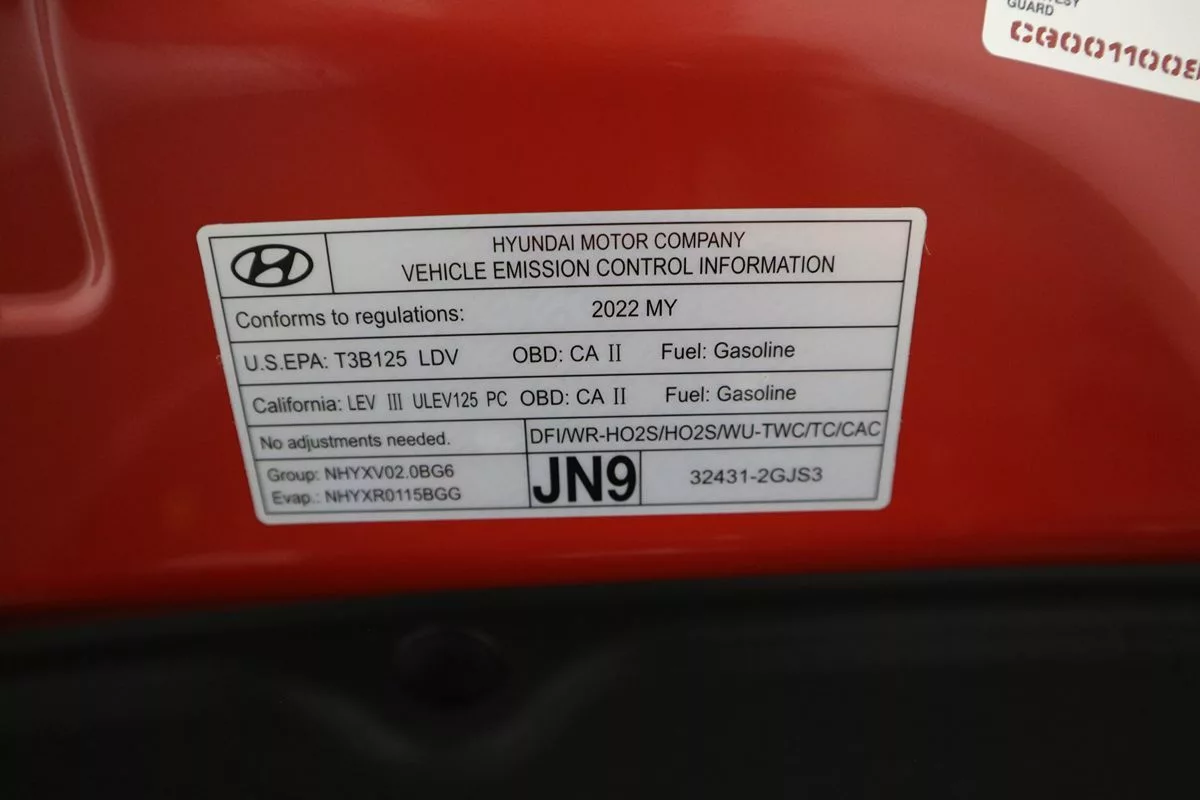 GUARD
HYUNDAI MOTOR COMPANY
VEHICLE EMISSION CONTROL INFORMATION
Conforms to regulations: 2022 MY
U.S.EPA: T3B125 LDV OBD: CA II Fuel: Gasoline
California: LEV III ULEV125 PC OBD: CA II Fuel: Gasoline
No adjustments needed. DFI/WR-HO2S/HO2S/WU-TWC/TC/CAC
Group: NHYXV02.0BG6
Evap.: NHYXR0115BGG
JN9 32431-2GJS3